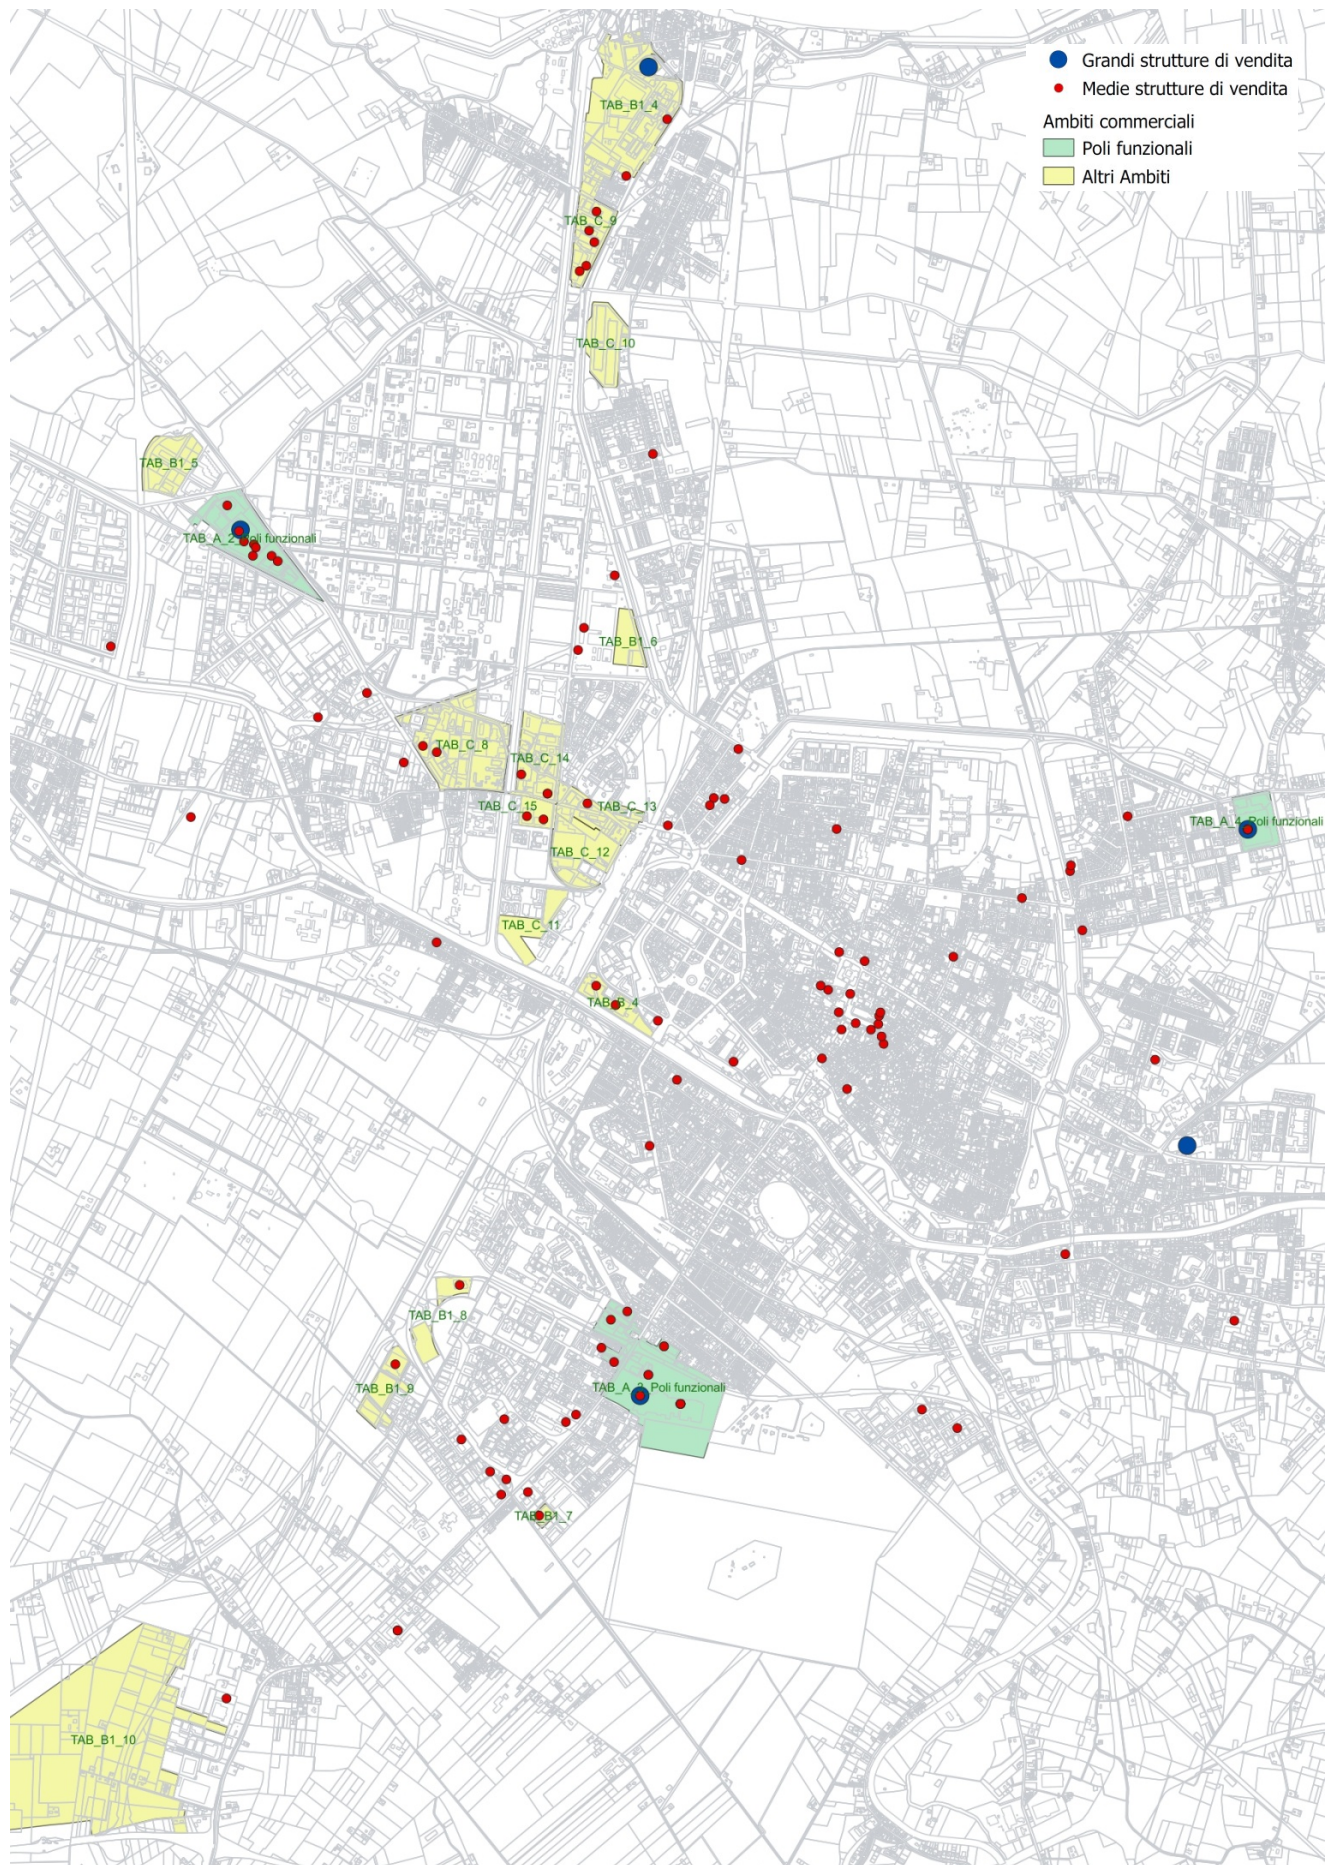 Grandi strutture di vendita
Medie strutture di vendita
Ambiti commerciali
Poli funzionali
Altri Ambiti
TAB_B1_4
TAB_C_9
TAB_C_10
TAB_B1_5
TAB_A_2 Poli funzionali
TAB_B1_6
TAB_C_8
TAB_C_14
TAB_C_15
TAB_C_13
TAB_A_4 Poli funzionali
TAB_C_12
TAB_C_11
TAB_B_4
TAB_B1_8
TAB_B1_9
TAB_A_3 Poli funzionali
TAB_B1_7
TAB_B1_10